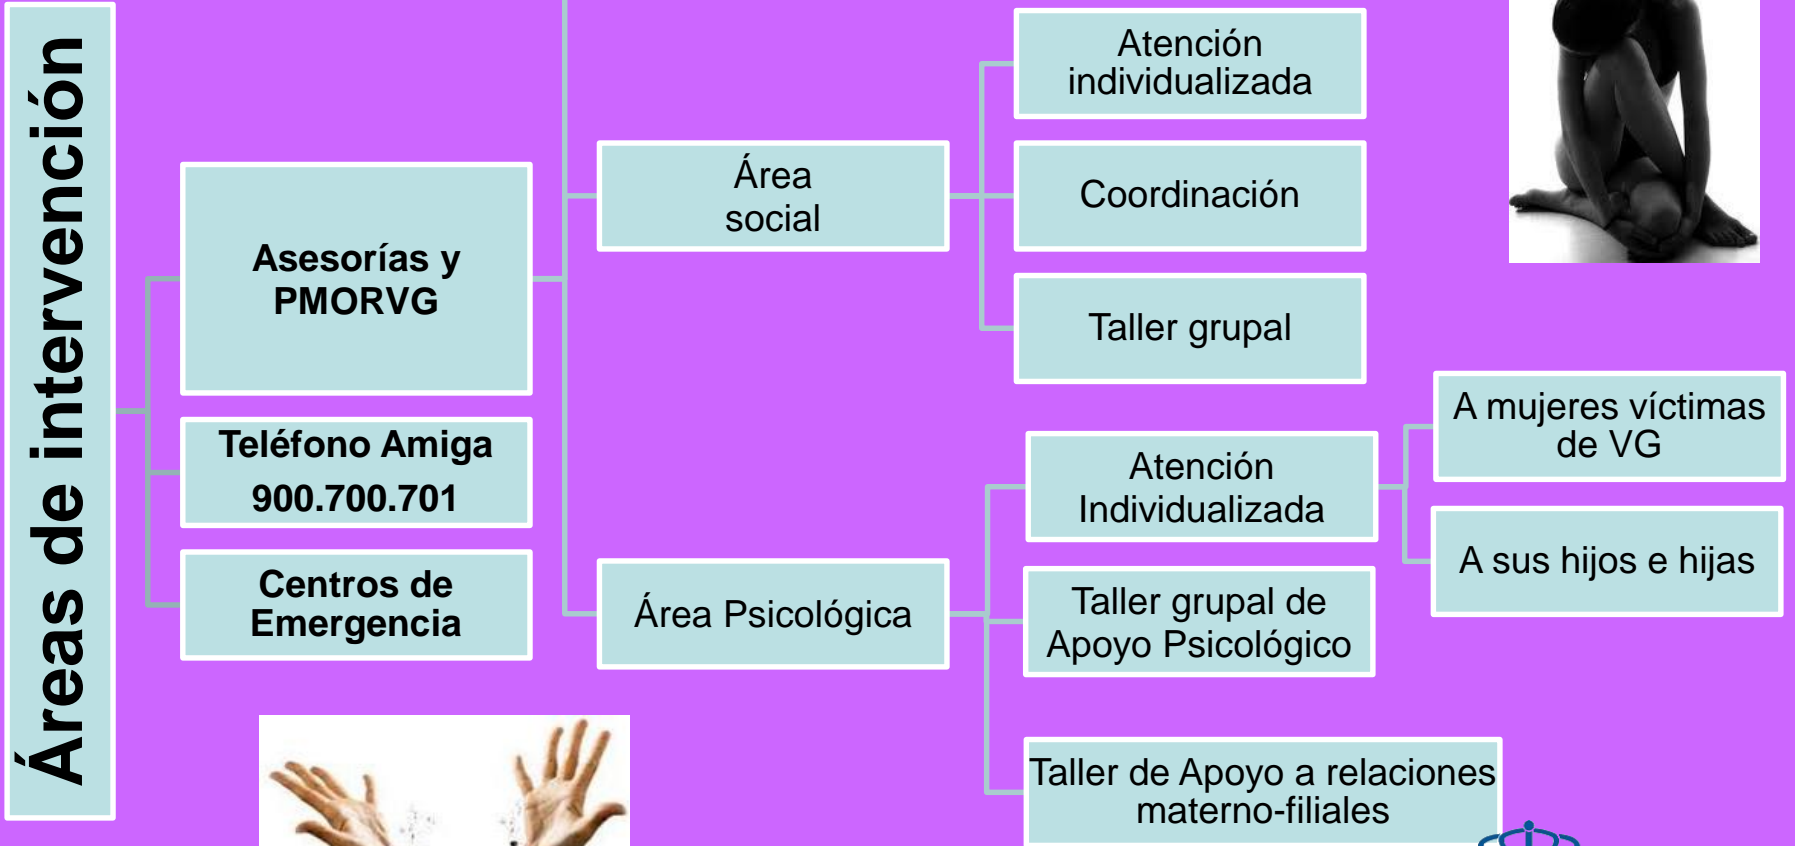 Áreas de intervención
Asesorías y
PMORVG
Teléfono Amiga
900.700.701
Centros de
Emergencia
Área
social
Atención
individualizada
Coordinación
Taller grupal
Área Psicológica
Atención
Individualizada
A mujeres víctimas
de VG
A sus hijos e hijas
Taller grupal de
Apoyo Psicológico
Taller de Apoyo a relaciones
materno-filiales